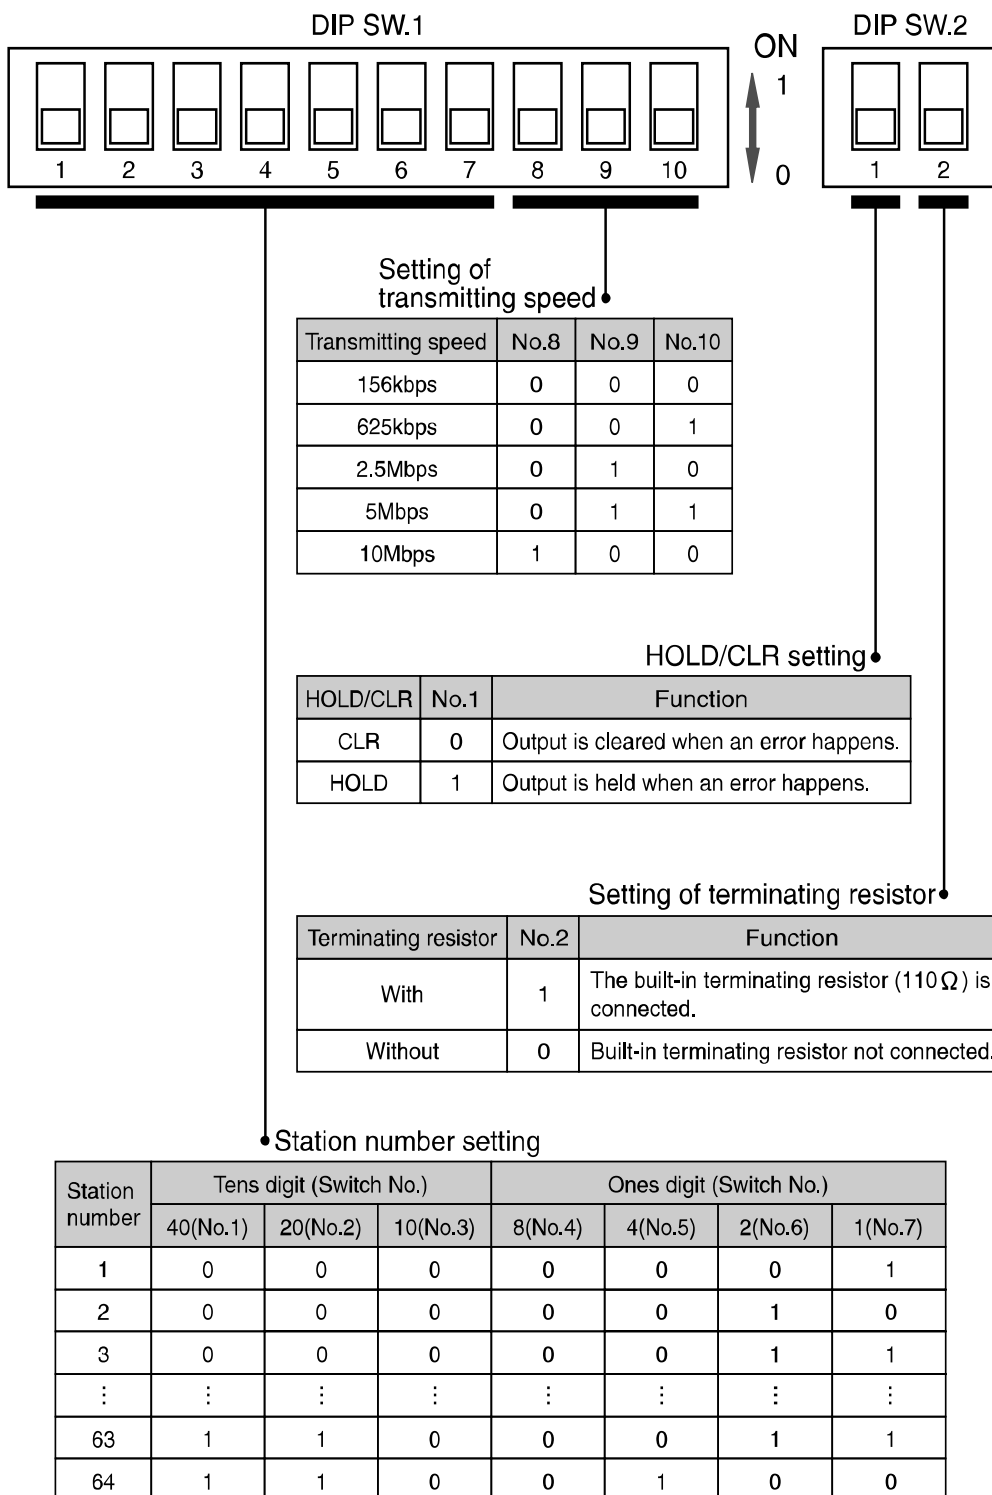 DIP SW.1
ON
DIP SW.2
1
0
1 2 3 4 5 6 7 8 9 10
1 2
Setting of
transmitting speed
Transmitting speed No.8 No.9 No.10
156kbps 0 0 0
625kbps 0 0 1
2.5Mbps 0 1 0
5Mbps 0 1 1
10Mbps 1 0 0
HOLD/CLR setting
HOLD/CLR No.1 Function
CLR 0 Output is cleared when an error happens.
HOLD 1 Output is held when an error happens.
Setting of terminating resistor
Terminating resistor No.2 Function
With 1 The built-in terminating resistor (110Ω) is
connected.
Without 0 Built-in terminating resistor not connected.
Station number setting
Station
number
Tens digit (Switch No.) Ones digit (Switch No.)
40(No.1) 20(No.2) 10(No.3) 8(No.4) 4(No.5) 2(No.6) 1(No.7)
1 0 0 0 0 0 0 1
2 0 0 0 0 0 1 0
3 0 0 0 0 0 1 1
⋮ ⋮ ⋮ ⋮ ⋮ ⋮ ⋮ ⋮
63 1 1 0 0 0 1 1
64 1 1 0 0 1 0 0